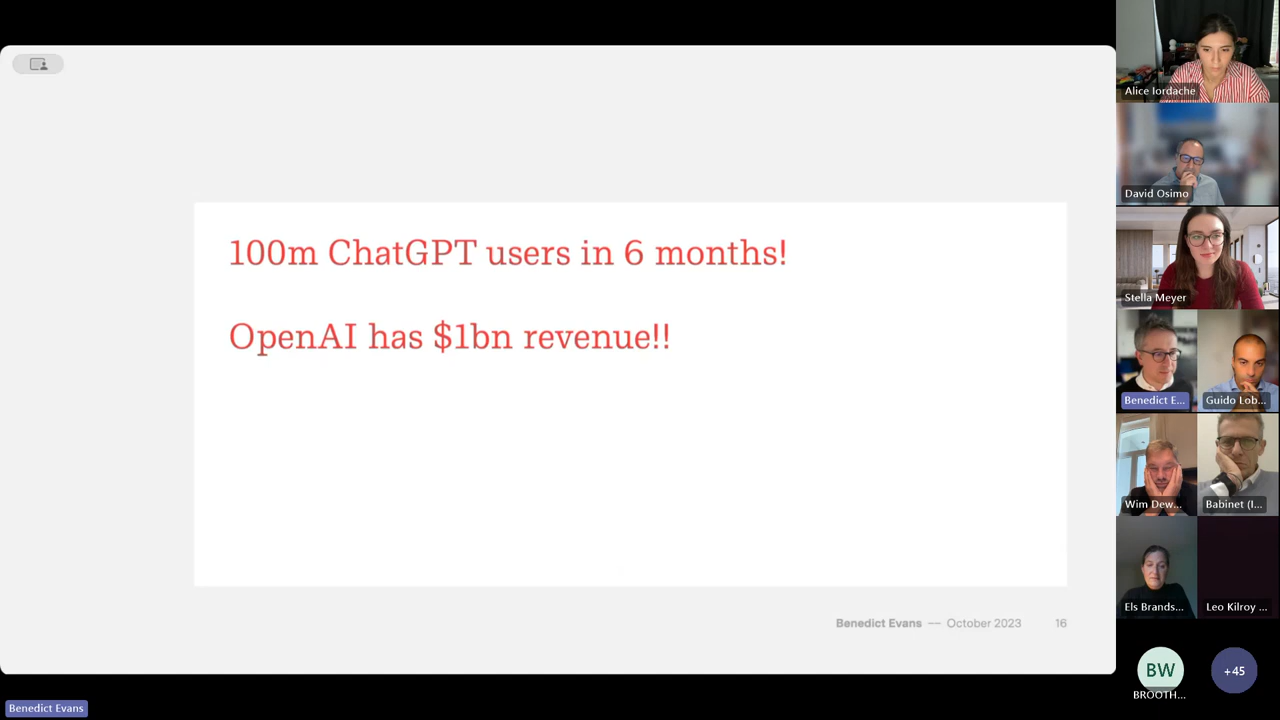 100m ChatGPT users in 6 months!
OpenAI has $1bn revenue!!
Benedict Evans — October 2023 16
Benedict Evans
Alice Iordache
David Osimo
Stella Meyer
Benedict E...
Guido Lob...
Wim Dew...
Babinet (I...
Els Brands...
Leo Kilroy ...
BW
BROOTH...
+45